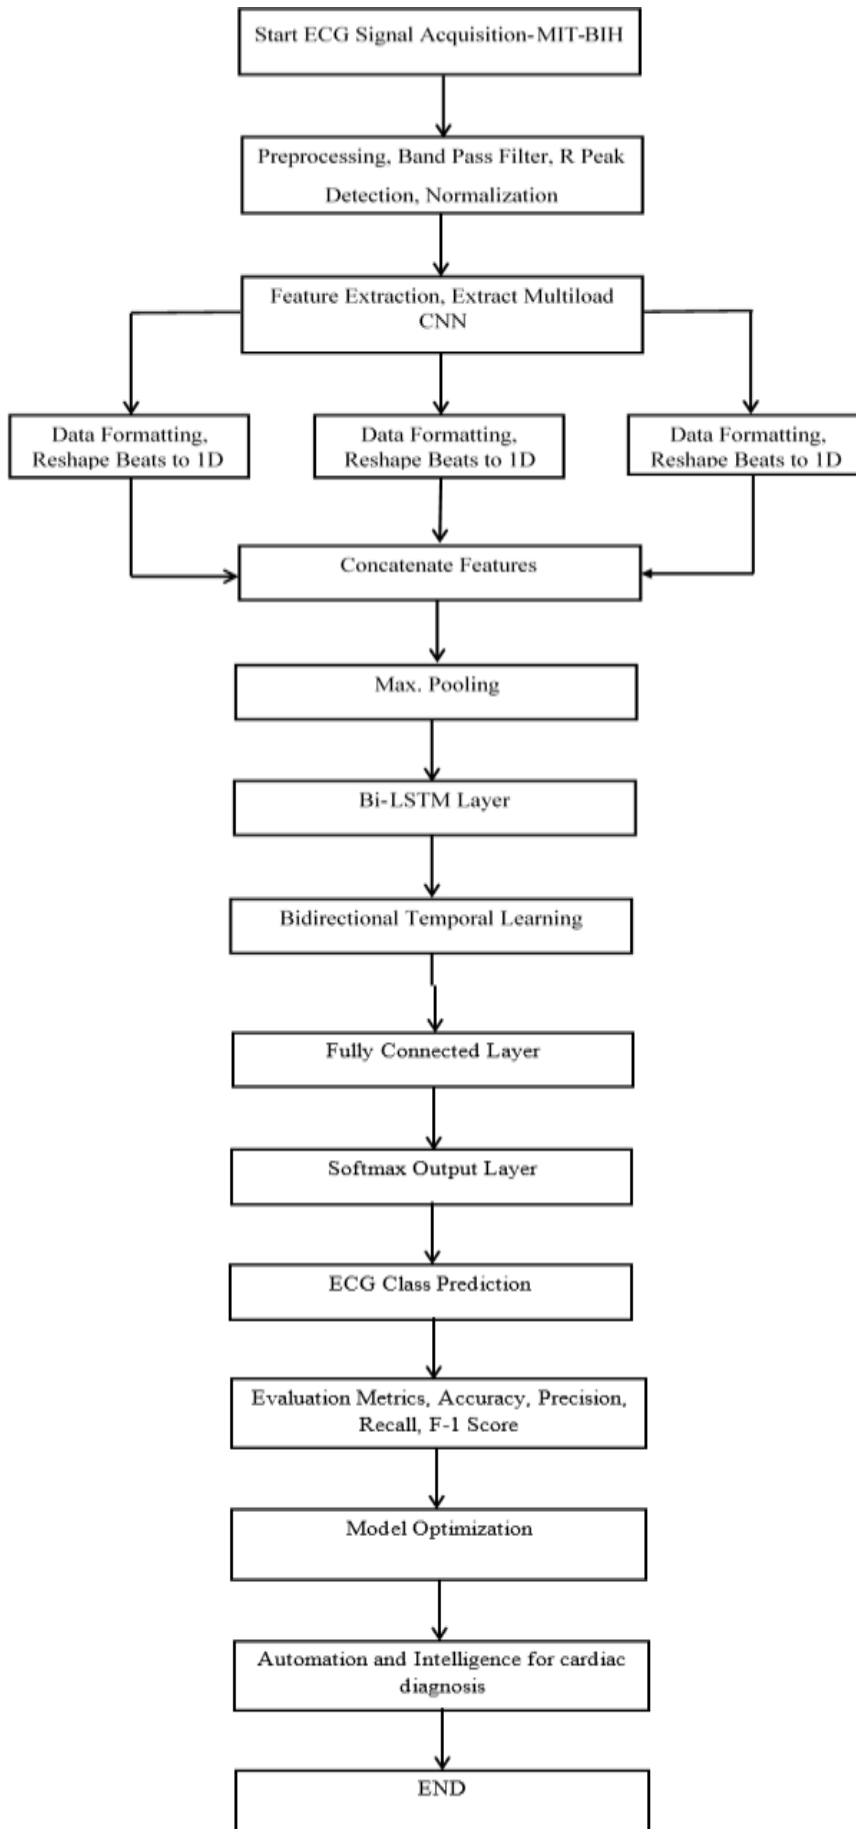 Start ECG Signal Acquisition-MIT-BIH
Preprocessing, Band Pass Filter, R Peak
Detection, Normalization
Feature Extraction, Extract Multiload
CNN
Data Formatting,
Reshape Beats to 1D
Data Formatting,
Reshape Beats to 1D
Data Formatting,
Reshape Beats to 1D
Concatenate Features
Max. Pooling
Bi-LSTM Layer
Bidirectional Temporal Learning
Fully Connected Layer
Softmax Output Layer
ECG Class Prediction
Evaluation Metrics, Accuracy, Precision,
Recall, F-1 Score
Model Optimization
Automation and Intelligence for cardiac
diagnosis
END